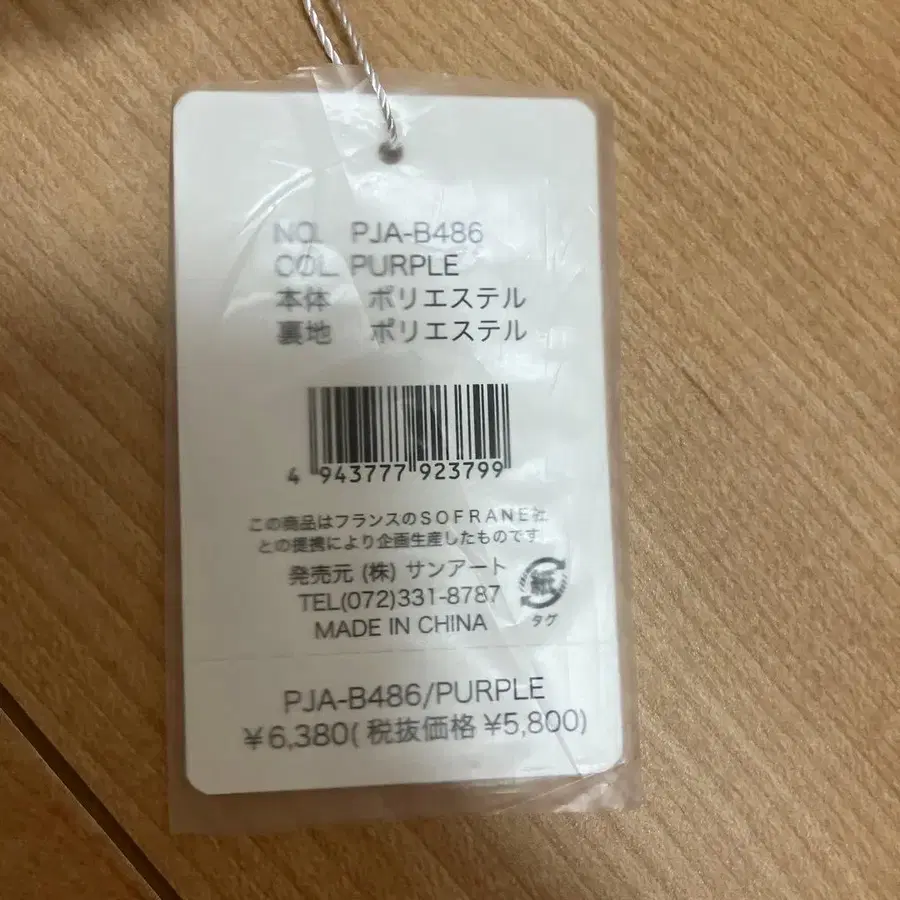 NO. PJA-B486
COL. PURPLE
本体 ポリエステル
裏地 ポリエステル
4 943777 923799
この商品はフランスのSOFRANE社
との提携により企画生産したものです。
発売元 (株) サンアート
TEL(072)331-8787
MADE IN CHINA
紙
タグ
PJA-B486/PURPLE
¥6,380( 税抜価格 ¥5,800)